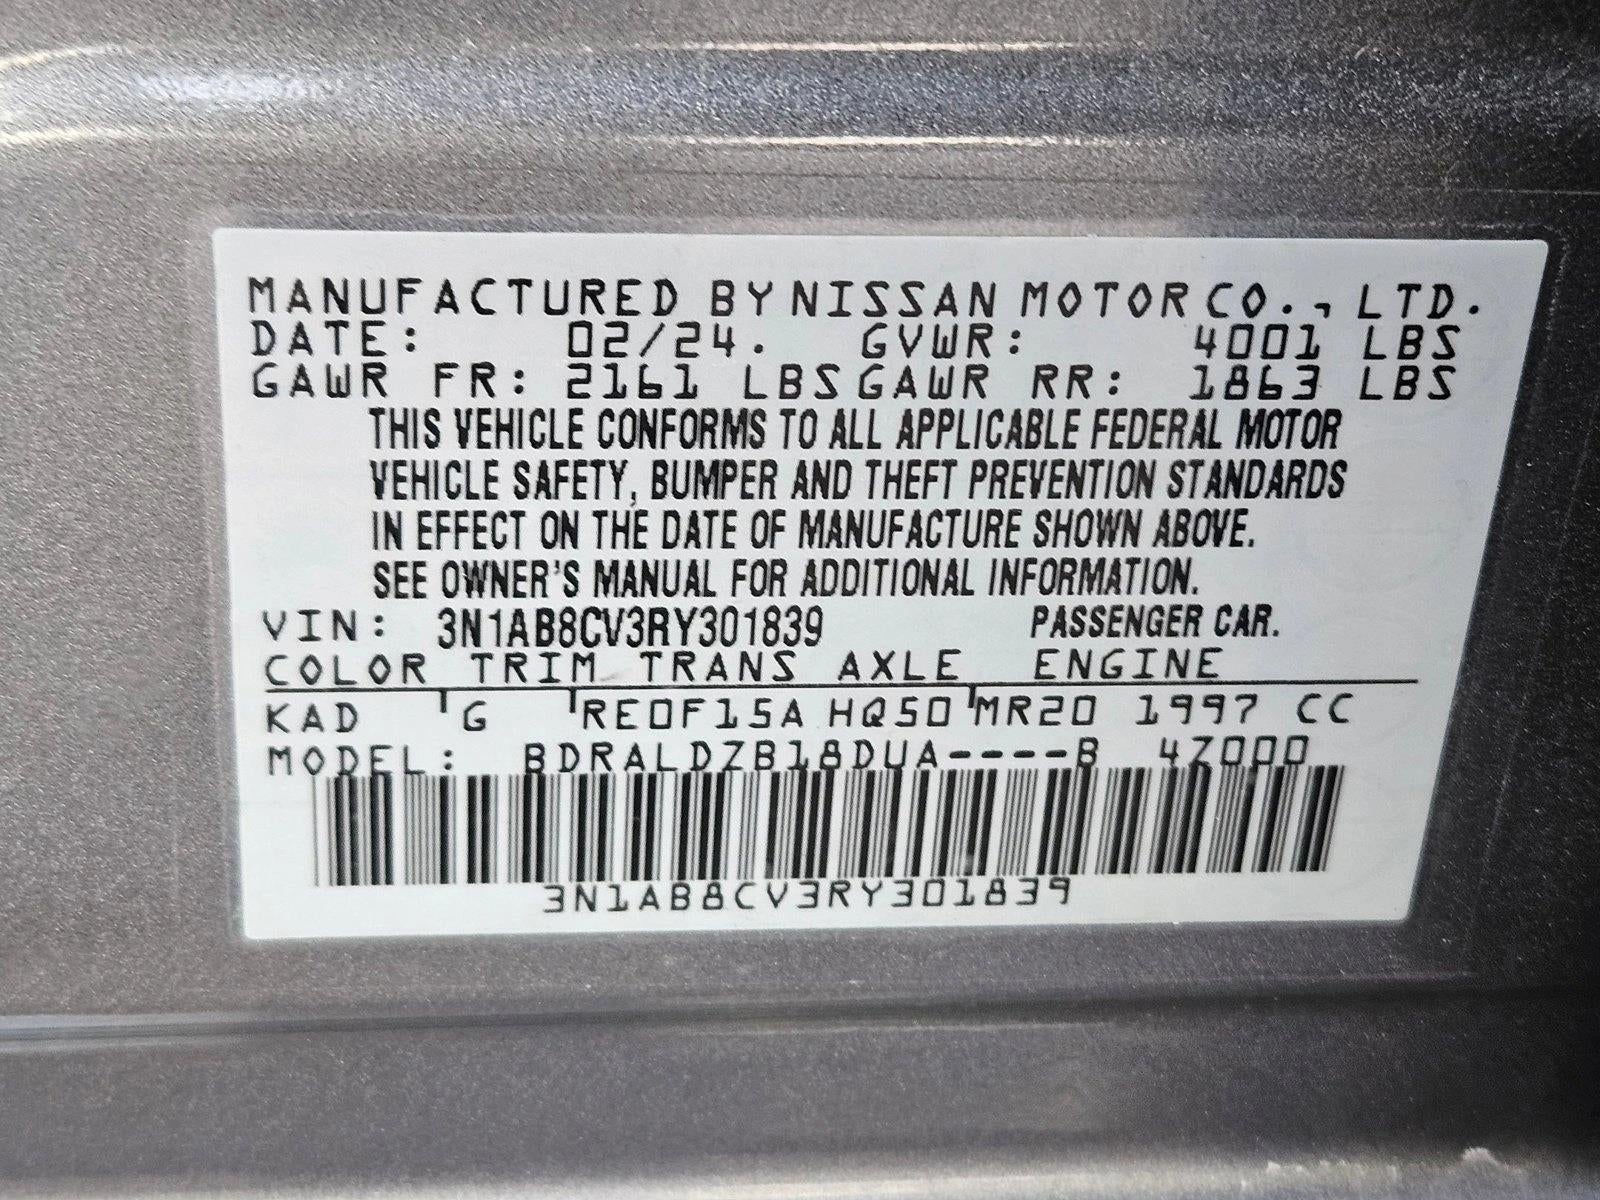 MANUFACTURED BY NISSAN MOTOR CO., LTD.
DATE: 02/24. GVWR: 4001 LBS
GAWR FR: 2161 LBS GAWR RR: 1863 LBS
THIS VEHICLE CONFORMS TO ALL APPLICABLE FEDERAL MOTOR
VEHICLE SAFETY, BUMPER AND THEFT PREVENTION STANDARDS
IN EFFECT ON THE DATE OF MANUFACTURE SHOWN ABOVE.
SEE OWNER'S MANUAL FOR ADDITIONAL INFORMATION.
VIN: 3N1AB8CV3RY301839 PASSENGER CAR.
COLOR TRIM TRANS AXLE ENGINE
KAD G RE0F15A HQ50 MR20 1997 CC
MODEL: BDRALDZB18DUA----B 4Z000
3N1AB8CV3RY301839